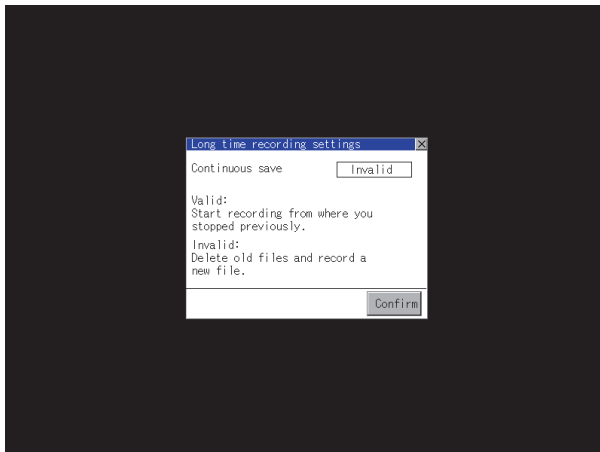 Long time recording settings
Continuous save Invalid
Valid:
Start recording from where you
stopped previously.
Invalid:
Delete old files and record a
new file.
Confirm